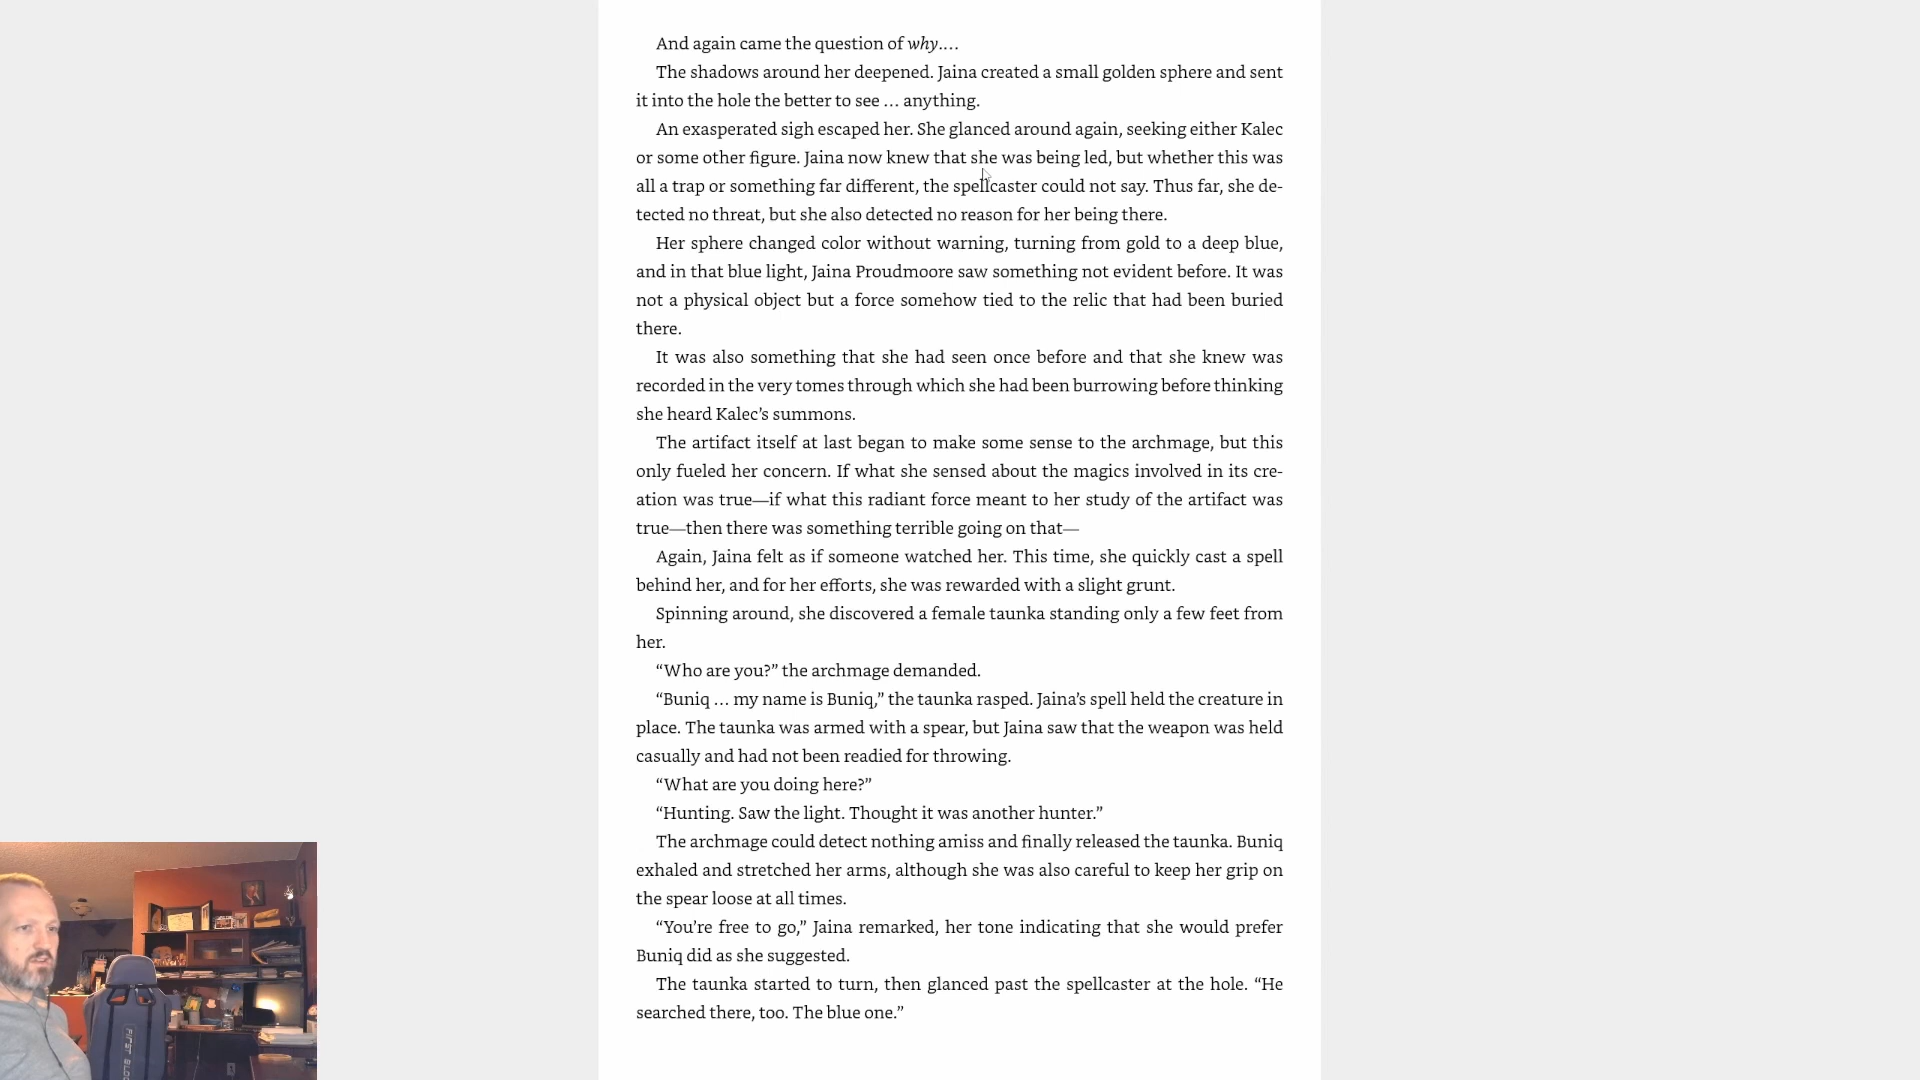 And again came the question of why....
The shadows around her deepened. Jaina created a small golden sphere and sent
it into the hole the better to see … anything.
An exasperated sigh escaped her. She glanced around again, seeking either Kalec
or some other figure. Jaina now knew that she was being led, but whether this was
all a trap or something far different, the spellcaster could not say. Thus far, she de-
tected no threat, but she also detected no reason for her being there.
Her sphere changed color without warning, turning from gold to a deep blue,
and in that blue light, Jaina Proudmoore saw something not evident before. It was
not a physical object but a force somehow tied to the relic that had been buried
there.
It was also something that she had seen once before and that she knew was
recorded in the very tomes through which she had been burrowing before thinking
she heard Kalec’s summons.
The artifact itself at last began to make some sense to the archmage, but this
only fueled her concern. If what she sensed about the magics involved in its cre-
ation was true—if what this radiant force meant to her study of the artifact was
true—then there was something terrible going on that—
Again, Jaina felt as if someone watched her. This time, she quickly cast a spell
behind her, and for her efforts, she was rewarded with a slight grunt.
Spinning around, she discovered a female taunka standing only a few feet from
her.
“Who are you?” the archmage demanded.
“Buniq … my name is Buniq,” the taunka rasped. Jaina’s spell held the creature in
place. The taunka was armed with a spear, but Jaina saw that the weapon was held
casually and had not been readied for throwing.
“What are you doing here?”
“Hunting. Saw the light. Thought it was another hunter.”
The archmage could detect nothing amiss and finally released the taunka. Buniq
exhaled and stretched her arms, although she was also careful to keep her grip on
the spear loose at all times.
“You’re free to go,” Jaina remarked, her tone indicating that she would prefer
Buniq did as she suggested.
The taunka started to turn, then glanced past the spellcaster at the hole. “He
searched there, too. The blue one.”
FIRST BLOOD